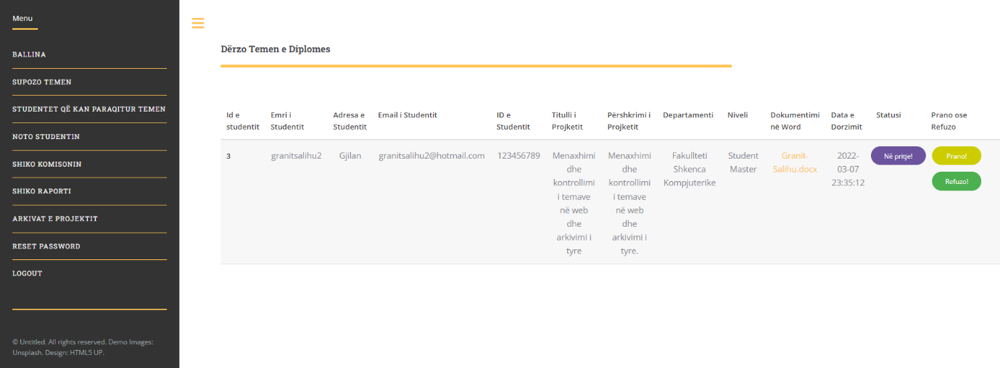 Menu
BALLINA
SUPOZO TEMEN
STUDENTET QË KAN PARAQITUR TEMEN
NOTO STUDENTIN
SHIKO KOMISONIN
SHIKO RAPORTI
ARKIVAT E PROJEKTIT
RESET PASSWORD
LOGOUT
© Untitled. All rights reserved. Demo Images:
Unsplash. Design: HTML5 UP.
Dërzo Temen e Diplomes
Id e
studentit
Emri i
Studentit
Adresa e
Studentit
Email i Studentit
ID e
Studentit
Titulli i
Projketit
Përshkrimi i
Projketit
Departamenti
Niveli
Dokumentimi
në Word
Data e
Dorzimit
Statusi
Prano ose
Refuzo
3
granitsalihu2
Gjilan
granitsalihu2@hotmail.com
123456789
Menaxhimi
dhe
kontrollimi
i temave
në web
dhe
arkivimi i
tyre
Menaxhimi
dhe
kontrollimi
i temave
në web
dhe
arkivimi i
tyre.
Fakullteti
Shkenca
Kompjuterike
Student
Master
Granit-
Salihu.docx
2022-
03-07
23:35:12
Në pritje!
Prano!
Refuzo!